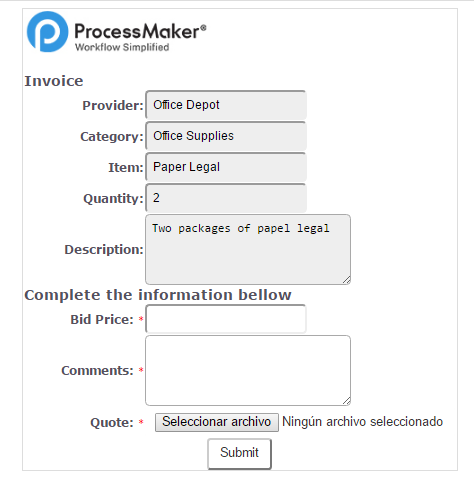 ProcessMaker®
Workflow Simplified
Invoice
Provider: Office Depot
Category: Office Supplies
Item: Paper Legal
Quantity: 2
Description: Two packages of papel legal
Complete the information bellow
Bid Price: *
Comments: *
Quote: * Seleccionar archivo Ningún archivo seleccionado
Submit